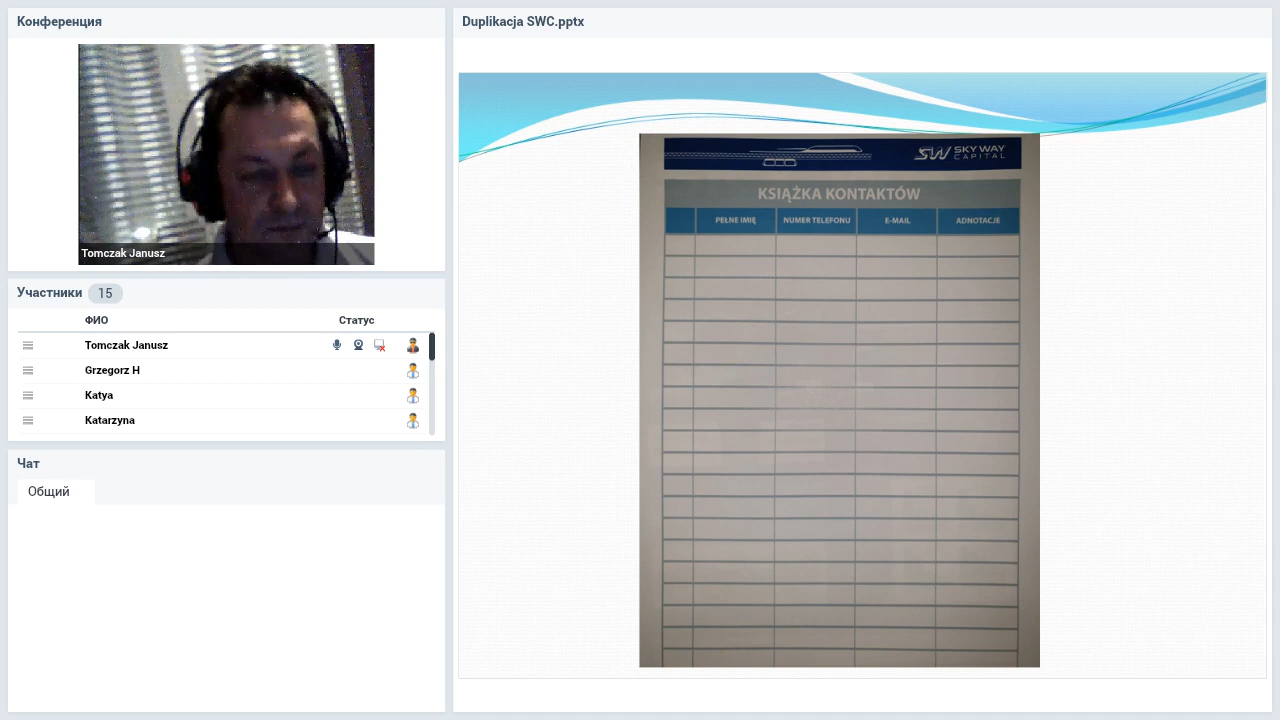 Конференция
Tomczak Janusz
Участники 15
ФИО Статус
Tomczak Janusz
Grzegorz H
Katya
Katarzyna
Чат
Общий
Duplikacja SWC.pptx
SW SKY WAY
CAPITAL
KSIĄŻKA KONTAKTÓW
PEŁNE IMIĘ NUMER TELEFONU E-MAIL ADNOTACJE